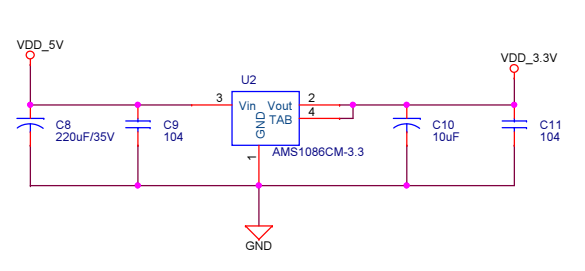 VDD_5V
VDD_3.3V
U2
3
Vin
Vout
2
TAB
4
GND
1
AMS1086CM-3.3
C8
220uF/35V
C9
104
C10
10uF
C11
104
GND